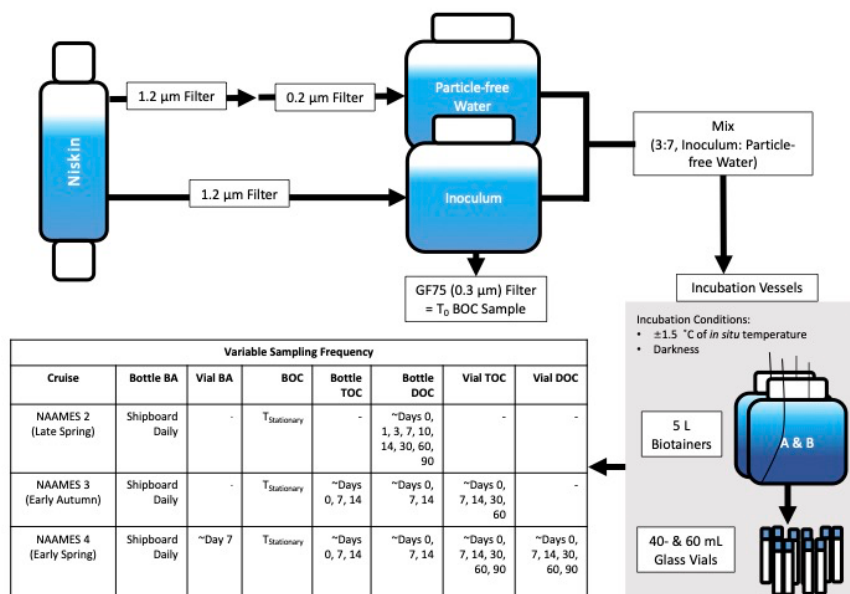 Niskin
1.2 µm Filter
0.2 µm Filter
Particle-free
Water
1.2 µm Filter
Inoculum
Mix
(3:7, Inoculum: Particle-
free Water)
GF75 (0.3 µm) Filter
= T0 BOC Sample
Incubation Vessels
Incubation Conditions:
• ±1.5 ˚C of in situ temperature
• Darkness
5 L
Biotainers
A & B
40- & 60 mL
Glass Vials
Variable Sampling Frequency
Cruise Bottle BA Vial BA BOC Bottle TOC Bottle DOC Vial TOC Vial DOC
NAAMES 2 (Late Spring) Shipboard Daily - TStationary - ~Days 0, 1, 3, 7, 10, 14, 30, 60, 90 - -
NAAMES 3 (Early Autumn) Shipboard Daily - TStationary ~Days 0, 7, 14 ~Days 0, 7, 14 ~Days 0, 7, 14, 30, 60 -
NAAMES 4 (Early Spring) Shipboard Daily ~Day 7 TStationary ~Days 0, 7, 14 ~Days 0, 7, 14 ~Days 0, 7, 14, 30, 60, 90 ~Days 0, 7, 14, 30, 60, 90